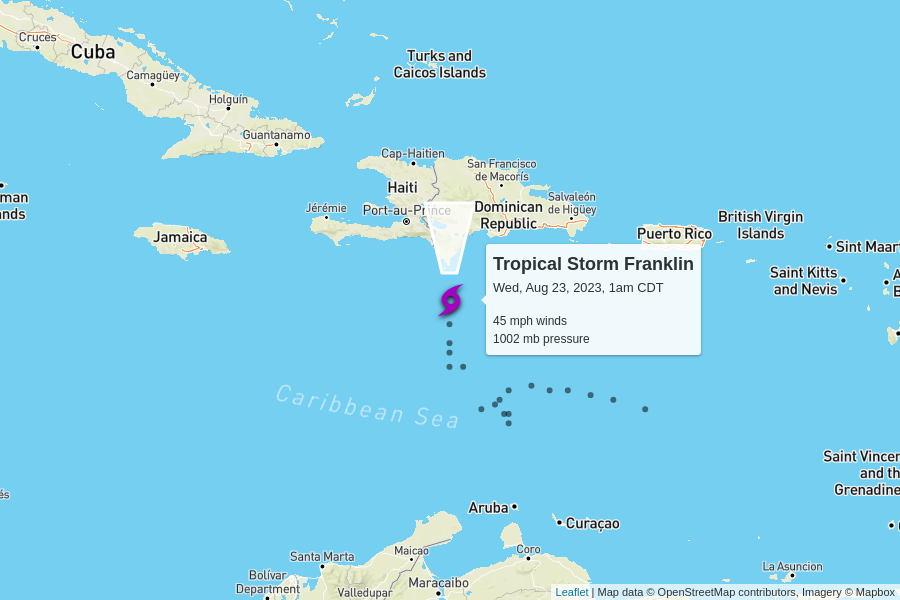 Cruces
Cuba
Camagüey
Holguín
Guantanamo
Turks and
Caicos Islands
Cap-Haitien
San Francisco
de Macorís
Haiti
Jérémie
Port-au-Prince
Dominican
Republic
Salvaleón
de Higüey
man
nds
Jamaica
Puerto Rico
British Virgin
Islands
Sint Maart
Saint Kitts
and Nevis
A
B
Tropical Storm Franklin
Wed, Aug 23, 2023, 1am CDT
45 mph winds
1002 mb pressure
Caribbean Sea
Saint Vincen
and th
Grenadine
és
Aruba
Curaçao
Santa Marta
Maicao
Coro
La Asuncion
Bolívar
Department
Valledupar
Maracaibo
Leaflet | Map data © OpenStreetMap contributors, Imagery © Mapbox